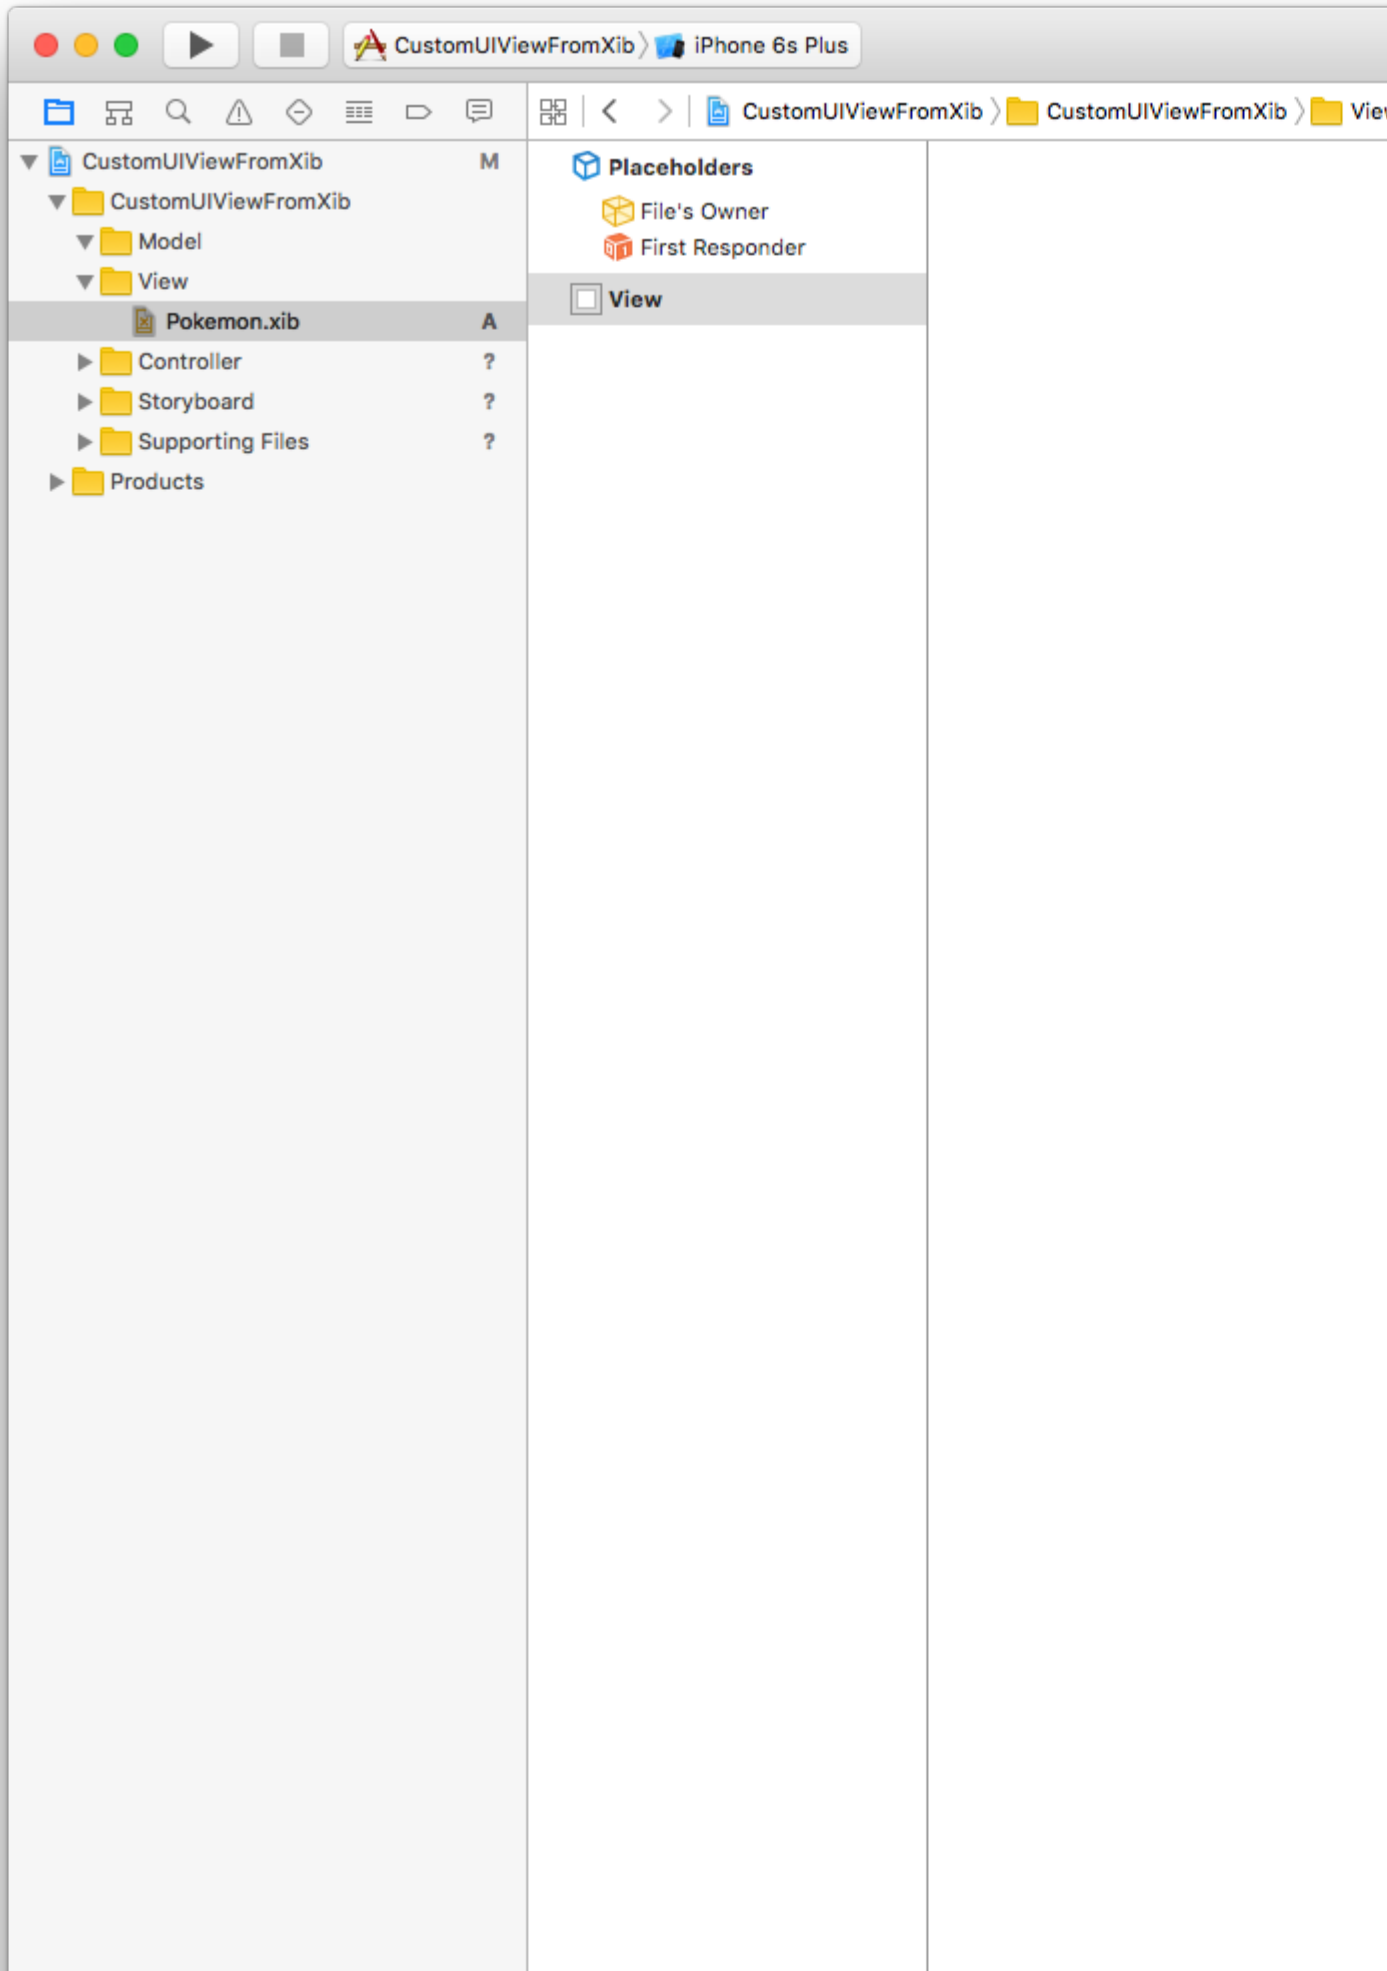 CustomUIViewFromXib 〉 iPhone 6s Plus
CustomUIViewFromXib 〉 CustomUIViewFromXib 〉 View
CustomUIViewFromXib M
CustomUIViewFromXib
Model
View
Pokemon.xib A
Controller ?
Storyboard ?
Supporting Files ?
Products
Placeholders
File's Owner
First Responder
View